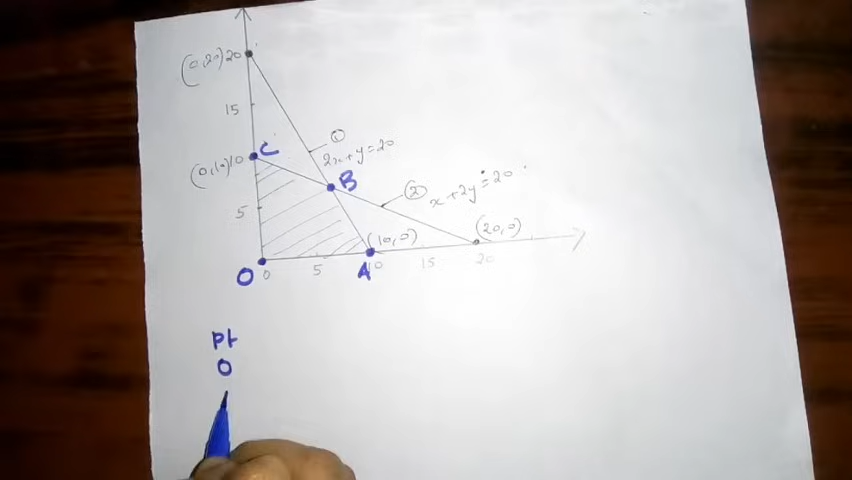 (0,20) 20
15
①
2x+y=20
C
(0,10) 10
B
② x+2y=20
5
(10,0)
(20,0)
O 0 5 A 10 15 20
Pt
O